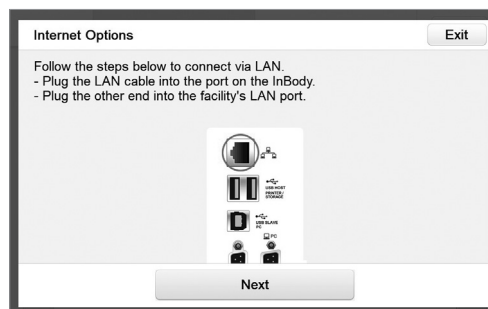 Internet Options
Exit
Follow the steps below to connect via LAN.
- Plug the LAN cable into the port on the InBody.
- Plug the other end into the facility's LAN port.
USB HOST
PRINTER/
STORAGE
USB SLAVE
PC
PC
Next